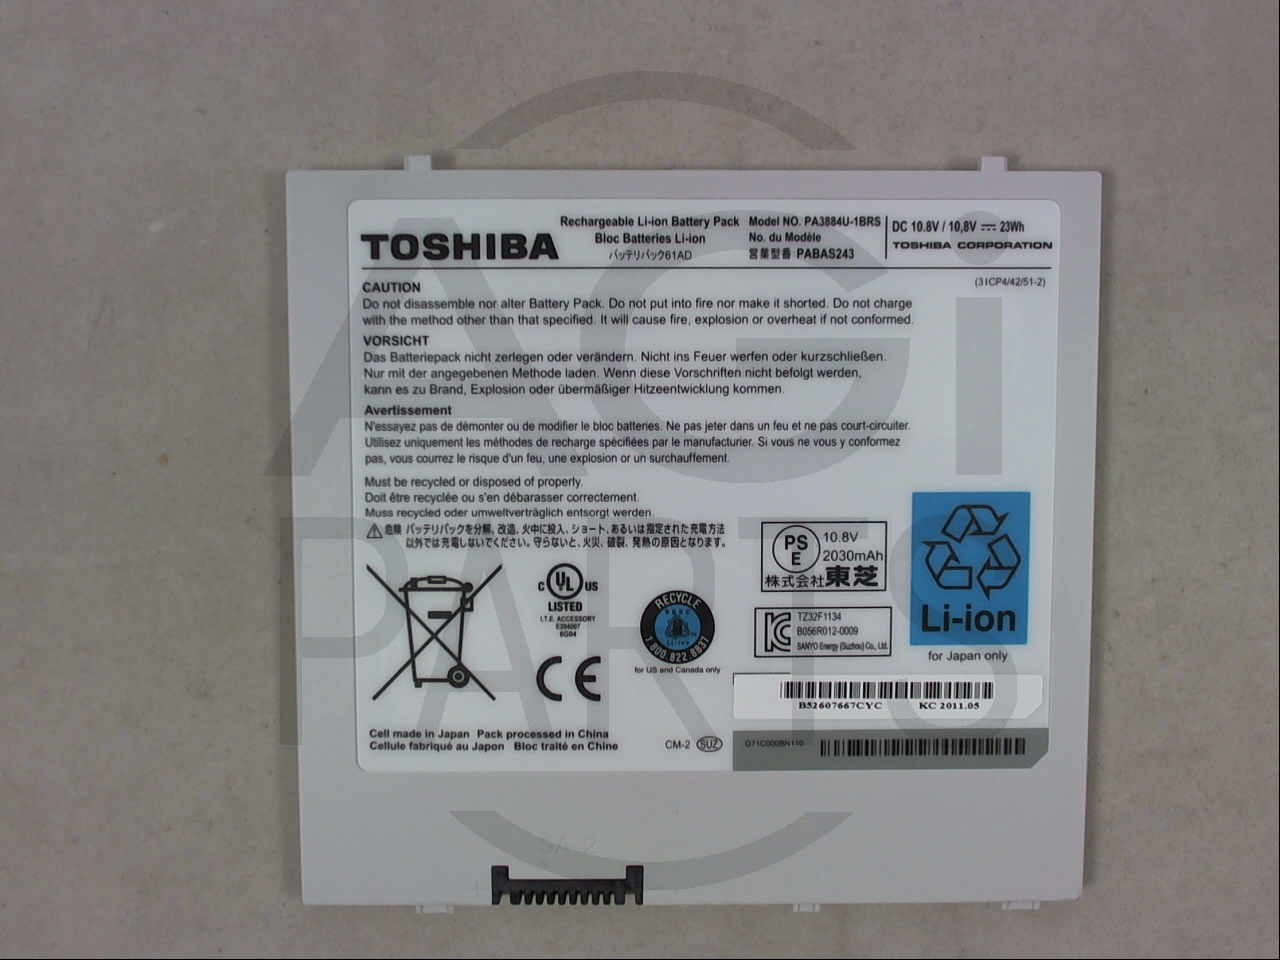 Rechargeable Li-ion Battery Pack
Model NO. PA3884U-1BRS
DC 10.8V / 10,8V ⎓ 23Wh
TOSHIBA
Bloc Batteries Li-ion
No. du Modèle
TOSHIBA CORPORATION
バッテリパック61AD
営業型番 PABAS243
(3ICP4/42/51-2)
CAUTION
Do not disassemble nor alter Battery Pack. Do not put into fire nor make it shorted. Do not charge
with the method other than that specified. It will cause fire, explosion or overheat if not conformed.
VORSICHT
Das Batteriepack nicht zerlegen oder verändern. Nicht ins Feuer werfen oder kurzschließen.
Nur mit der angegebenen Methode laden. Wenn diese Vorschriften nicht befolgt werden,
kann es zu Brand, Explosion oder übermäßiger Hitzeentwicklung kommen.
Avertissement
N'essayez pas de démonter ou de modifier le bloc batteries. Ne pas jeter dans un feu et ne pas court-circuiter.
Utilisez uniquement les méthodes de recharge spécifiées par le manufacturier. Si vous ne vous y conformez
pas, vous courrez le risque d'un feu, une explosion or un surchauffement.
Must be recycled or disposed of properly.
Doit être recyclée ou s'en débarasser correctement.
Muss recycled oder umweltverträglich entsorgt werden.
⚠危険 バッテリパックを分解、改造、火中に投入、ショート、あるいは指定された充電方法
以外では充電しないでください。守らないと、火災、破裂、発熱の原因となります。
PS
E
10.8V
2030mAh
株式会社 東芝
Li-ion
for Japan only
c UL US
LISTED
I.T.E. ACCESSORY
E204007
6G04
RECYCLE
RBRC
Li-ion
1.800.822.8837
for US and Canada only
TZ32F1134
B056R012-0009
SANYO Energy (Suzhou) Co., Ltd.
CE
B52607667CYC KC 2011.05
Cell made in Japan Pack processed in China
Cellule fabriqué au Japon Bloc traité en Chine
CM-2 SUZ
G71C000BN110
SA-2
AGi
PARTS